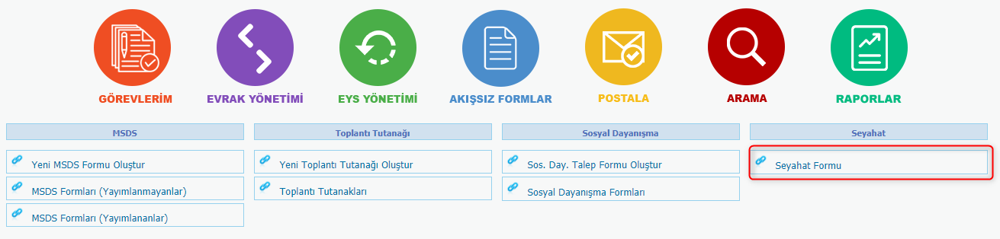 GÖREVLERİM
EVRAK YÖNETİMİ
EYS YÖNETİMİ
AKIŞSIZ FORMLAR
POSTALA
ARAMA
RAPORLAR
MSDS
Toplantı Tutanağı
Sosyal Dayanışma
Seyahat
Yeni MSDS Formu Oluştur
Yeni Toplantı Tutanağı Oluştur
Sos. Day. Talep Formu Oluştur
Seyahat Formu
MSDS Formları (Yayımlanmayanlar)
Toplantı Tutanakları
Sosyal Dayanışma Formları
MSDS Formları (Yayımlananlar)